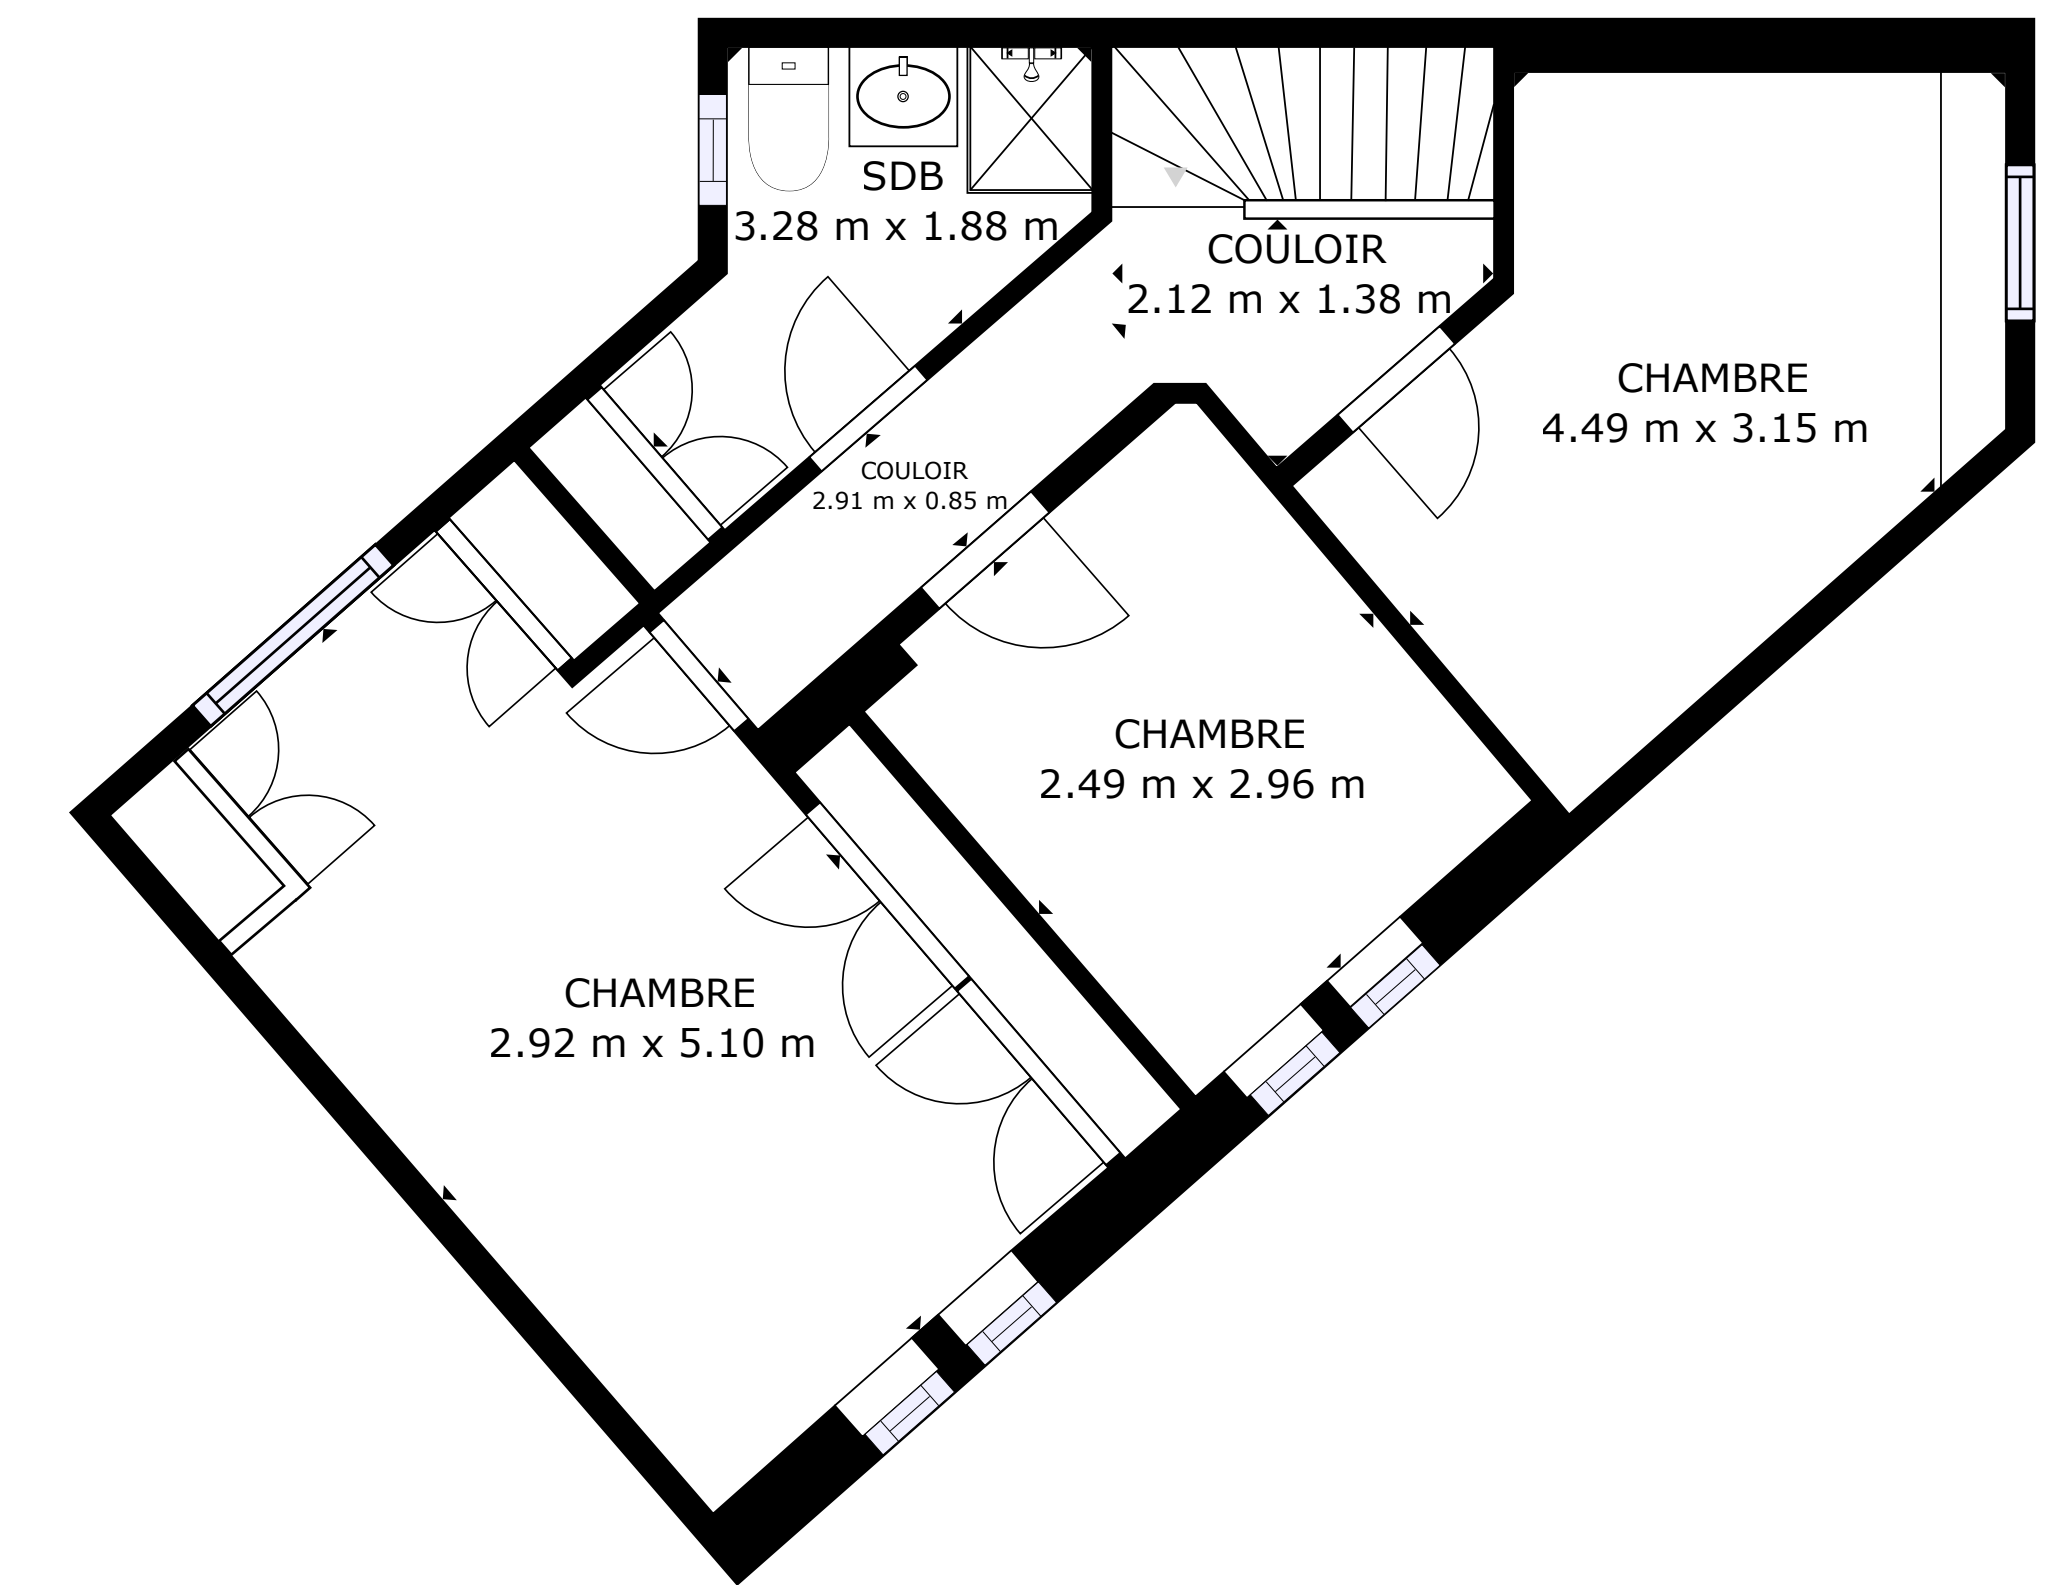 SDB
3.28 m x 1.88 m
COULOIR
2.12 m x 1.38 m
CHAMBRE
4.49 m x 3.15 m
COULOIR
2.91 m x 0.85 m
CHAMBRE
2.49 m x 2.96 m
CHAMBRE
2.92 m x 5.10 m